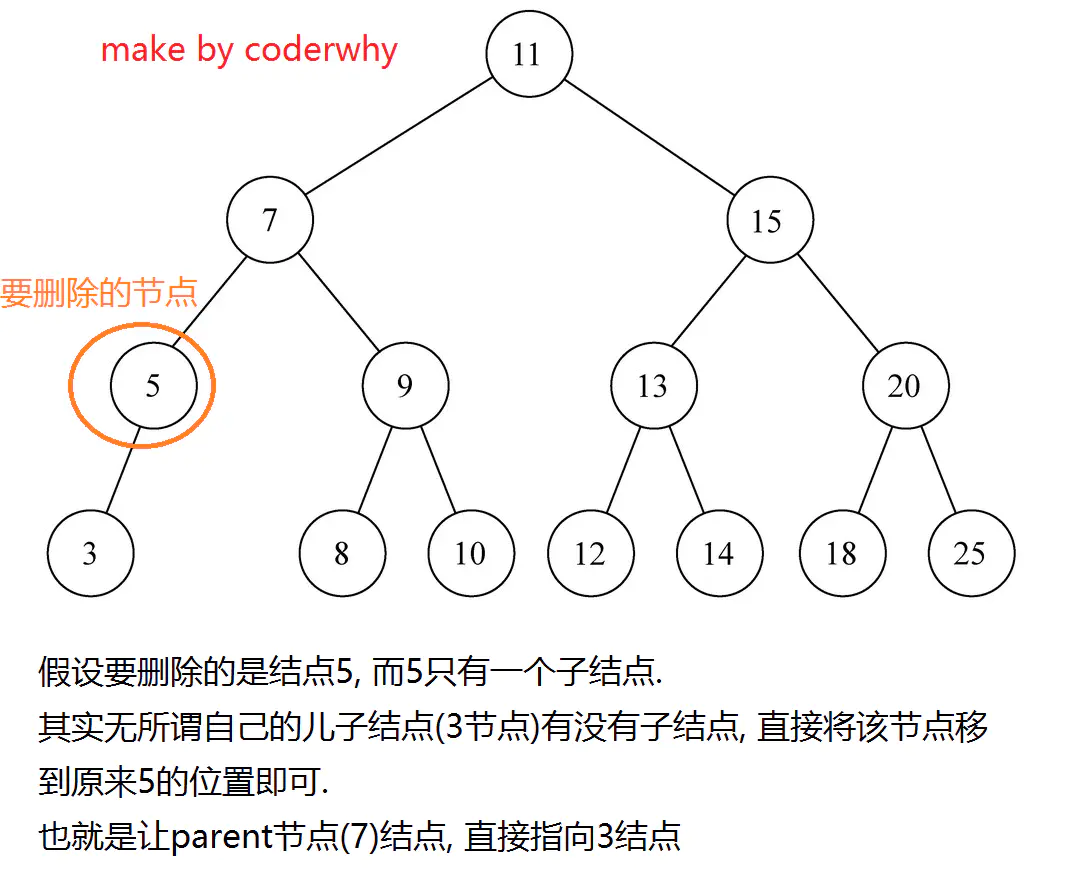 make by coderwhy
11
7
15
要删除的节点
5
9
13
20
3
8
10
12
14
18
25
假设要删除的是结点5, 而5只有一个子结点.
其实无所谓自己的儿子结点(3节点)有没有子结点, 直接将该节点移
到原来5的位置即可.
也就是让parent节点(7)结点, 直接指向3结点